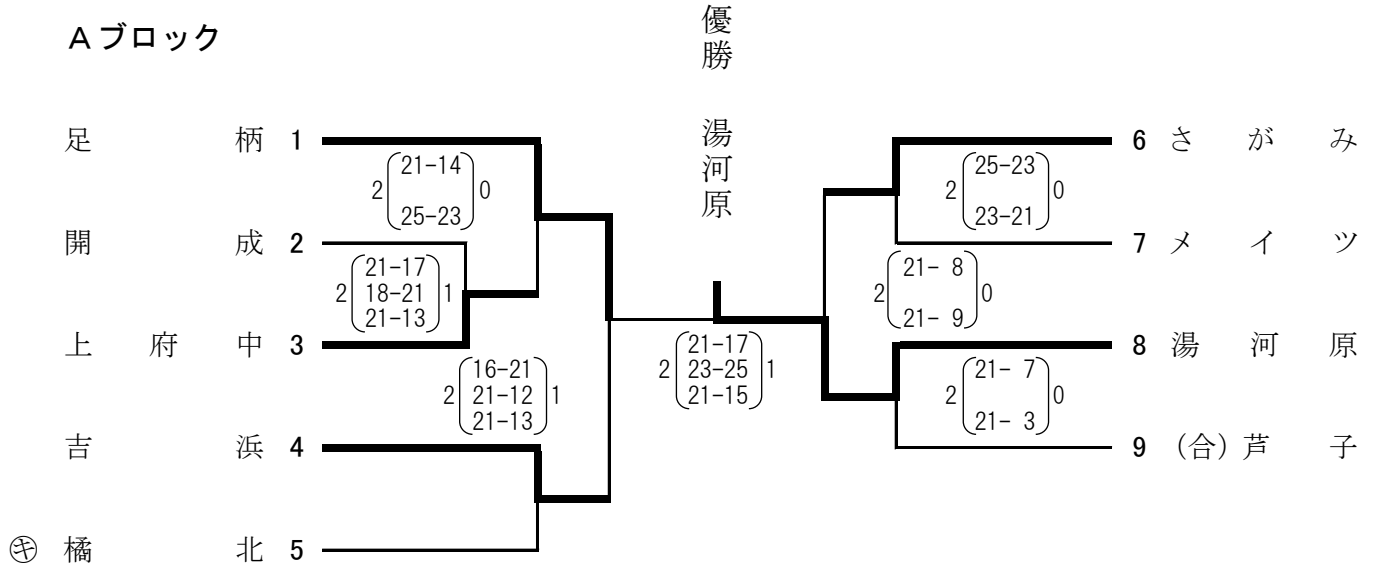 Aブロック
優勝 湯河原
足柄 1
2 21-14 0
25-23
開成 2
21-17
2 18-21 1
21-13
上府中 3
16-21
2 21-12 1
21-13
吉浜 4
㋖ 橘北 5
21-17
2 23-25 1
21-15
6 さがみ
25-23
2 0
23-21
7 メイツ
21- 8
2 0
21- 9
8 湯河原
21- 7
2 0
21- 3
9 (合)芦子